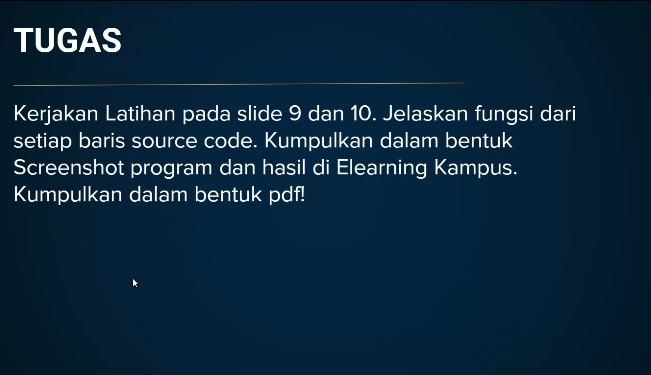 TUGAS
Kerjakan Latihan pada slide 9 dan 10. Jelaskan fungsi dari
setiap baris source code. Kumpulkan dalam bentuk
Screenshot program dan hasil di Elearning Kampus.
Kumpulkan dalam bentuk pdf!